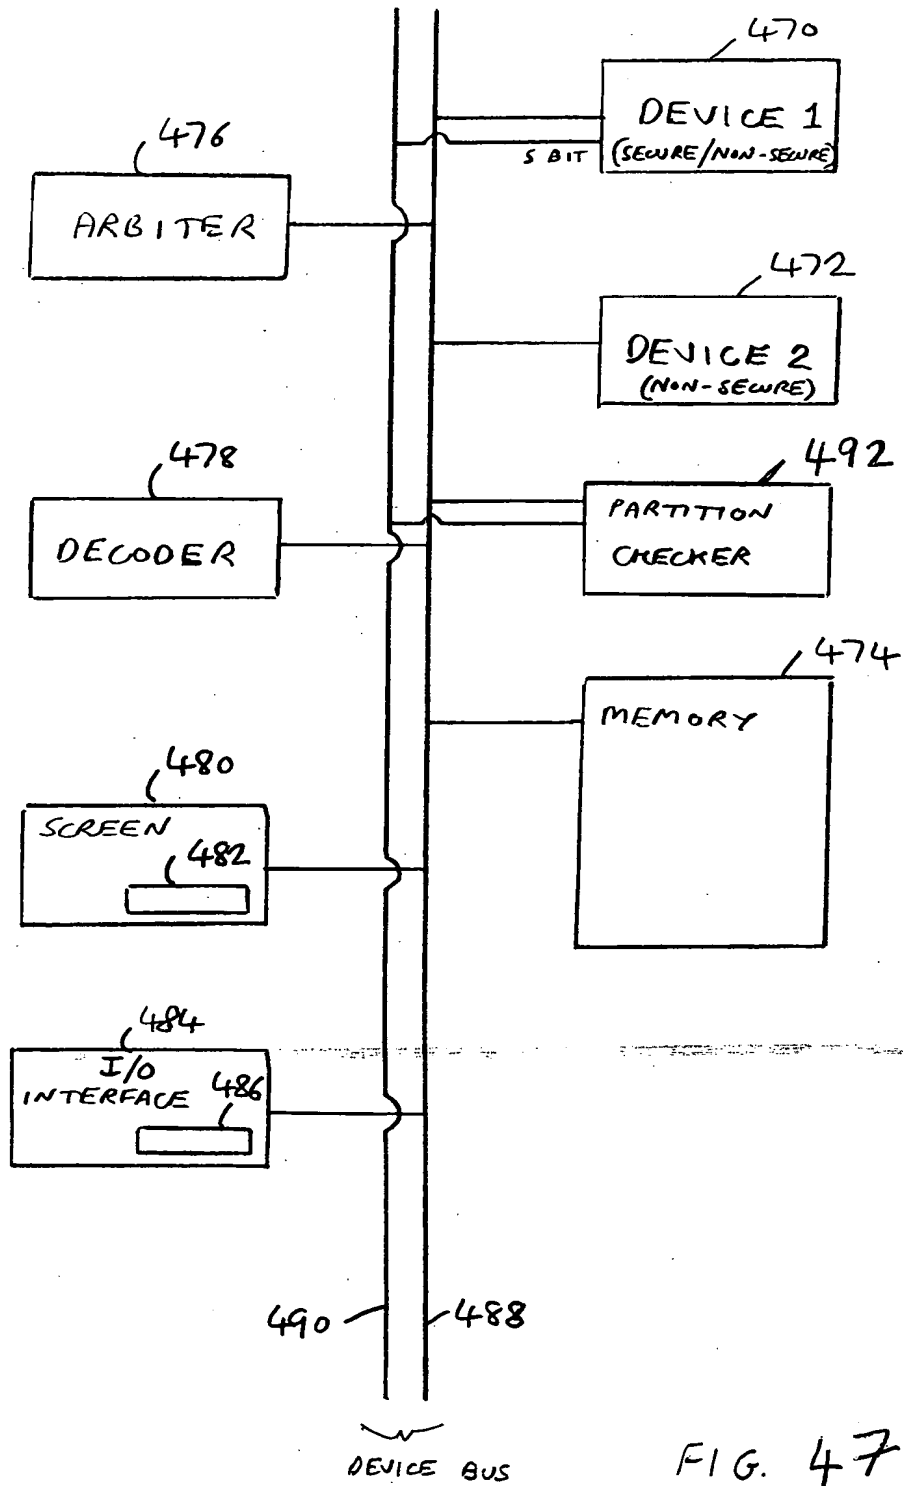 470
DEVICE 1
(SECURE/NON-SECURE)
S BIT
476
ARBITER
472
DEVICE 2
(NON-SECURE)
478
DECODER
492
PARTITION
CHECKER
474
MEMORY
480
SCREEN
482
484
I/O
INTERFACE
486
490
488
DEVICE BUS
FIG. 47